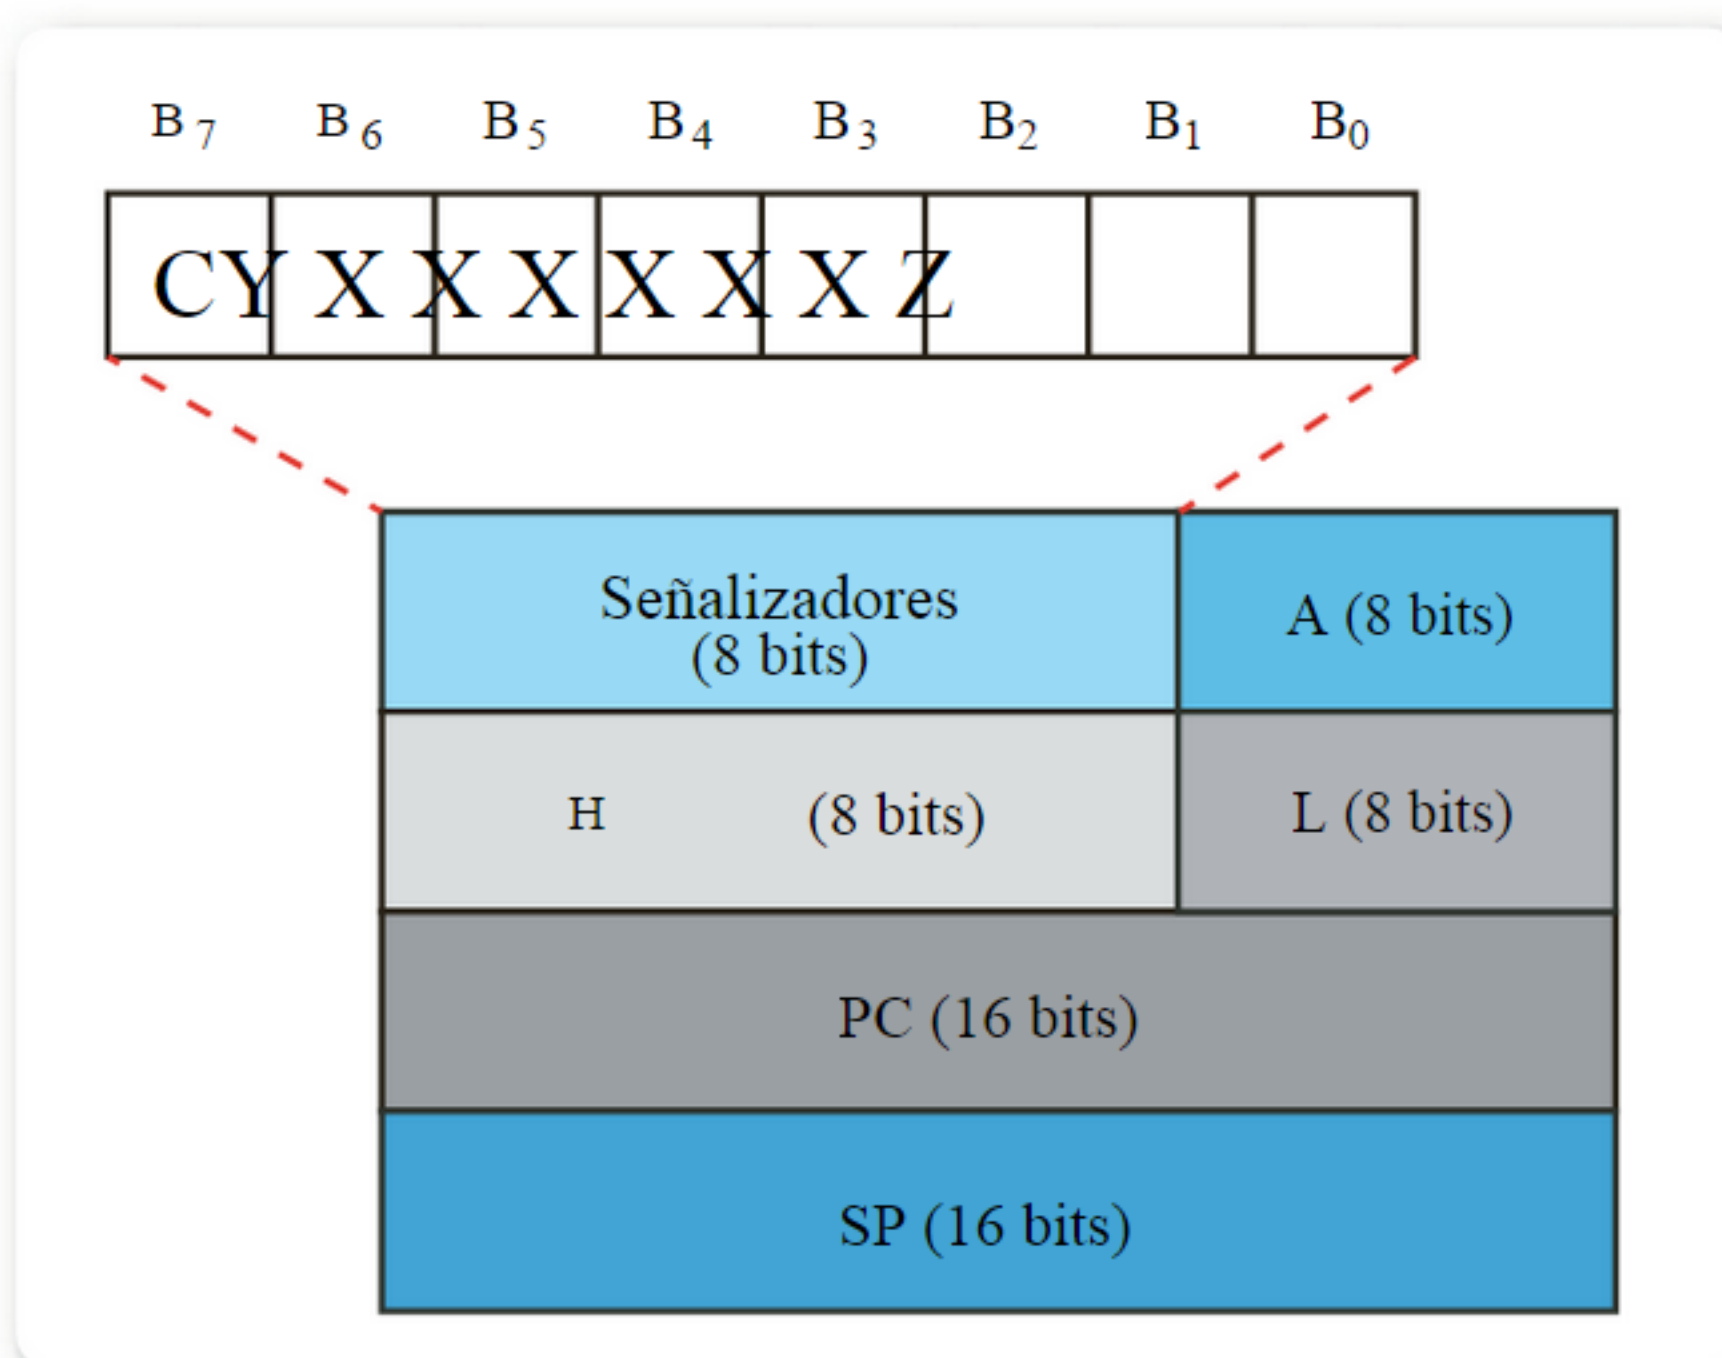 B7 B6 B5 B4 B3 B2 B1 B0
CY X X X X X X Z
Señalizadores
(8 bits)
A (8 bits)
H (8 bits)
L (8 bits)
PC (16 bits)
SP (16 bits)